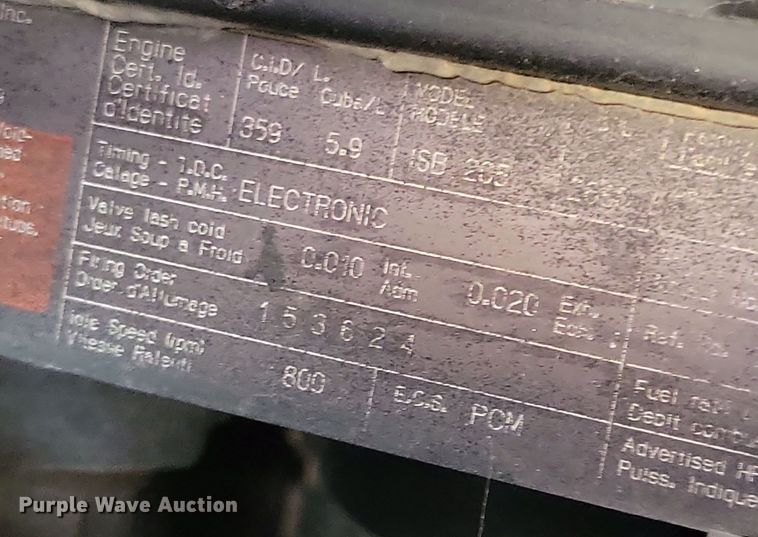 Inc.
Engine
Cert. Id.
Certificat
d'Identite
C.I.D/ L.
Pouce Cube/L
359 5.9
MODEL
MODELE
ISB
Timing - T.D.C.
Calage - P.M.H. ELECTRONIC
Valve lash cold
Jeux Soup a Froid
0.010 Int.
Adm
0.020 Exh.
Firing Order
Order d'Allumage
1 5 3 6 2 4
Idle Speed (rpm)
Vitesse Ralenti
800
E.C.S. PCM
Ref. No.
Fuel
Debit
Advertised HP
Puiss. Indique
Purple Wave Auction